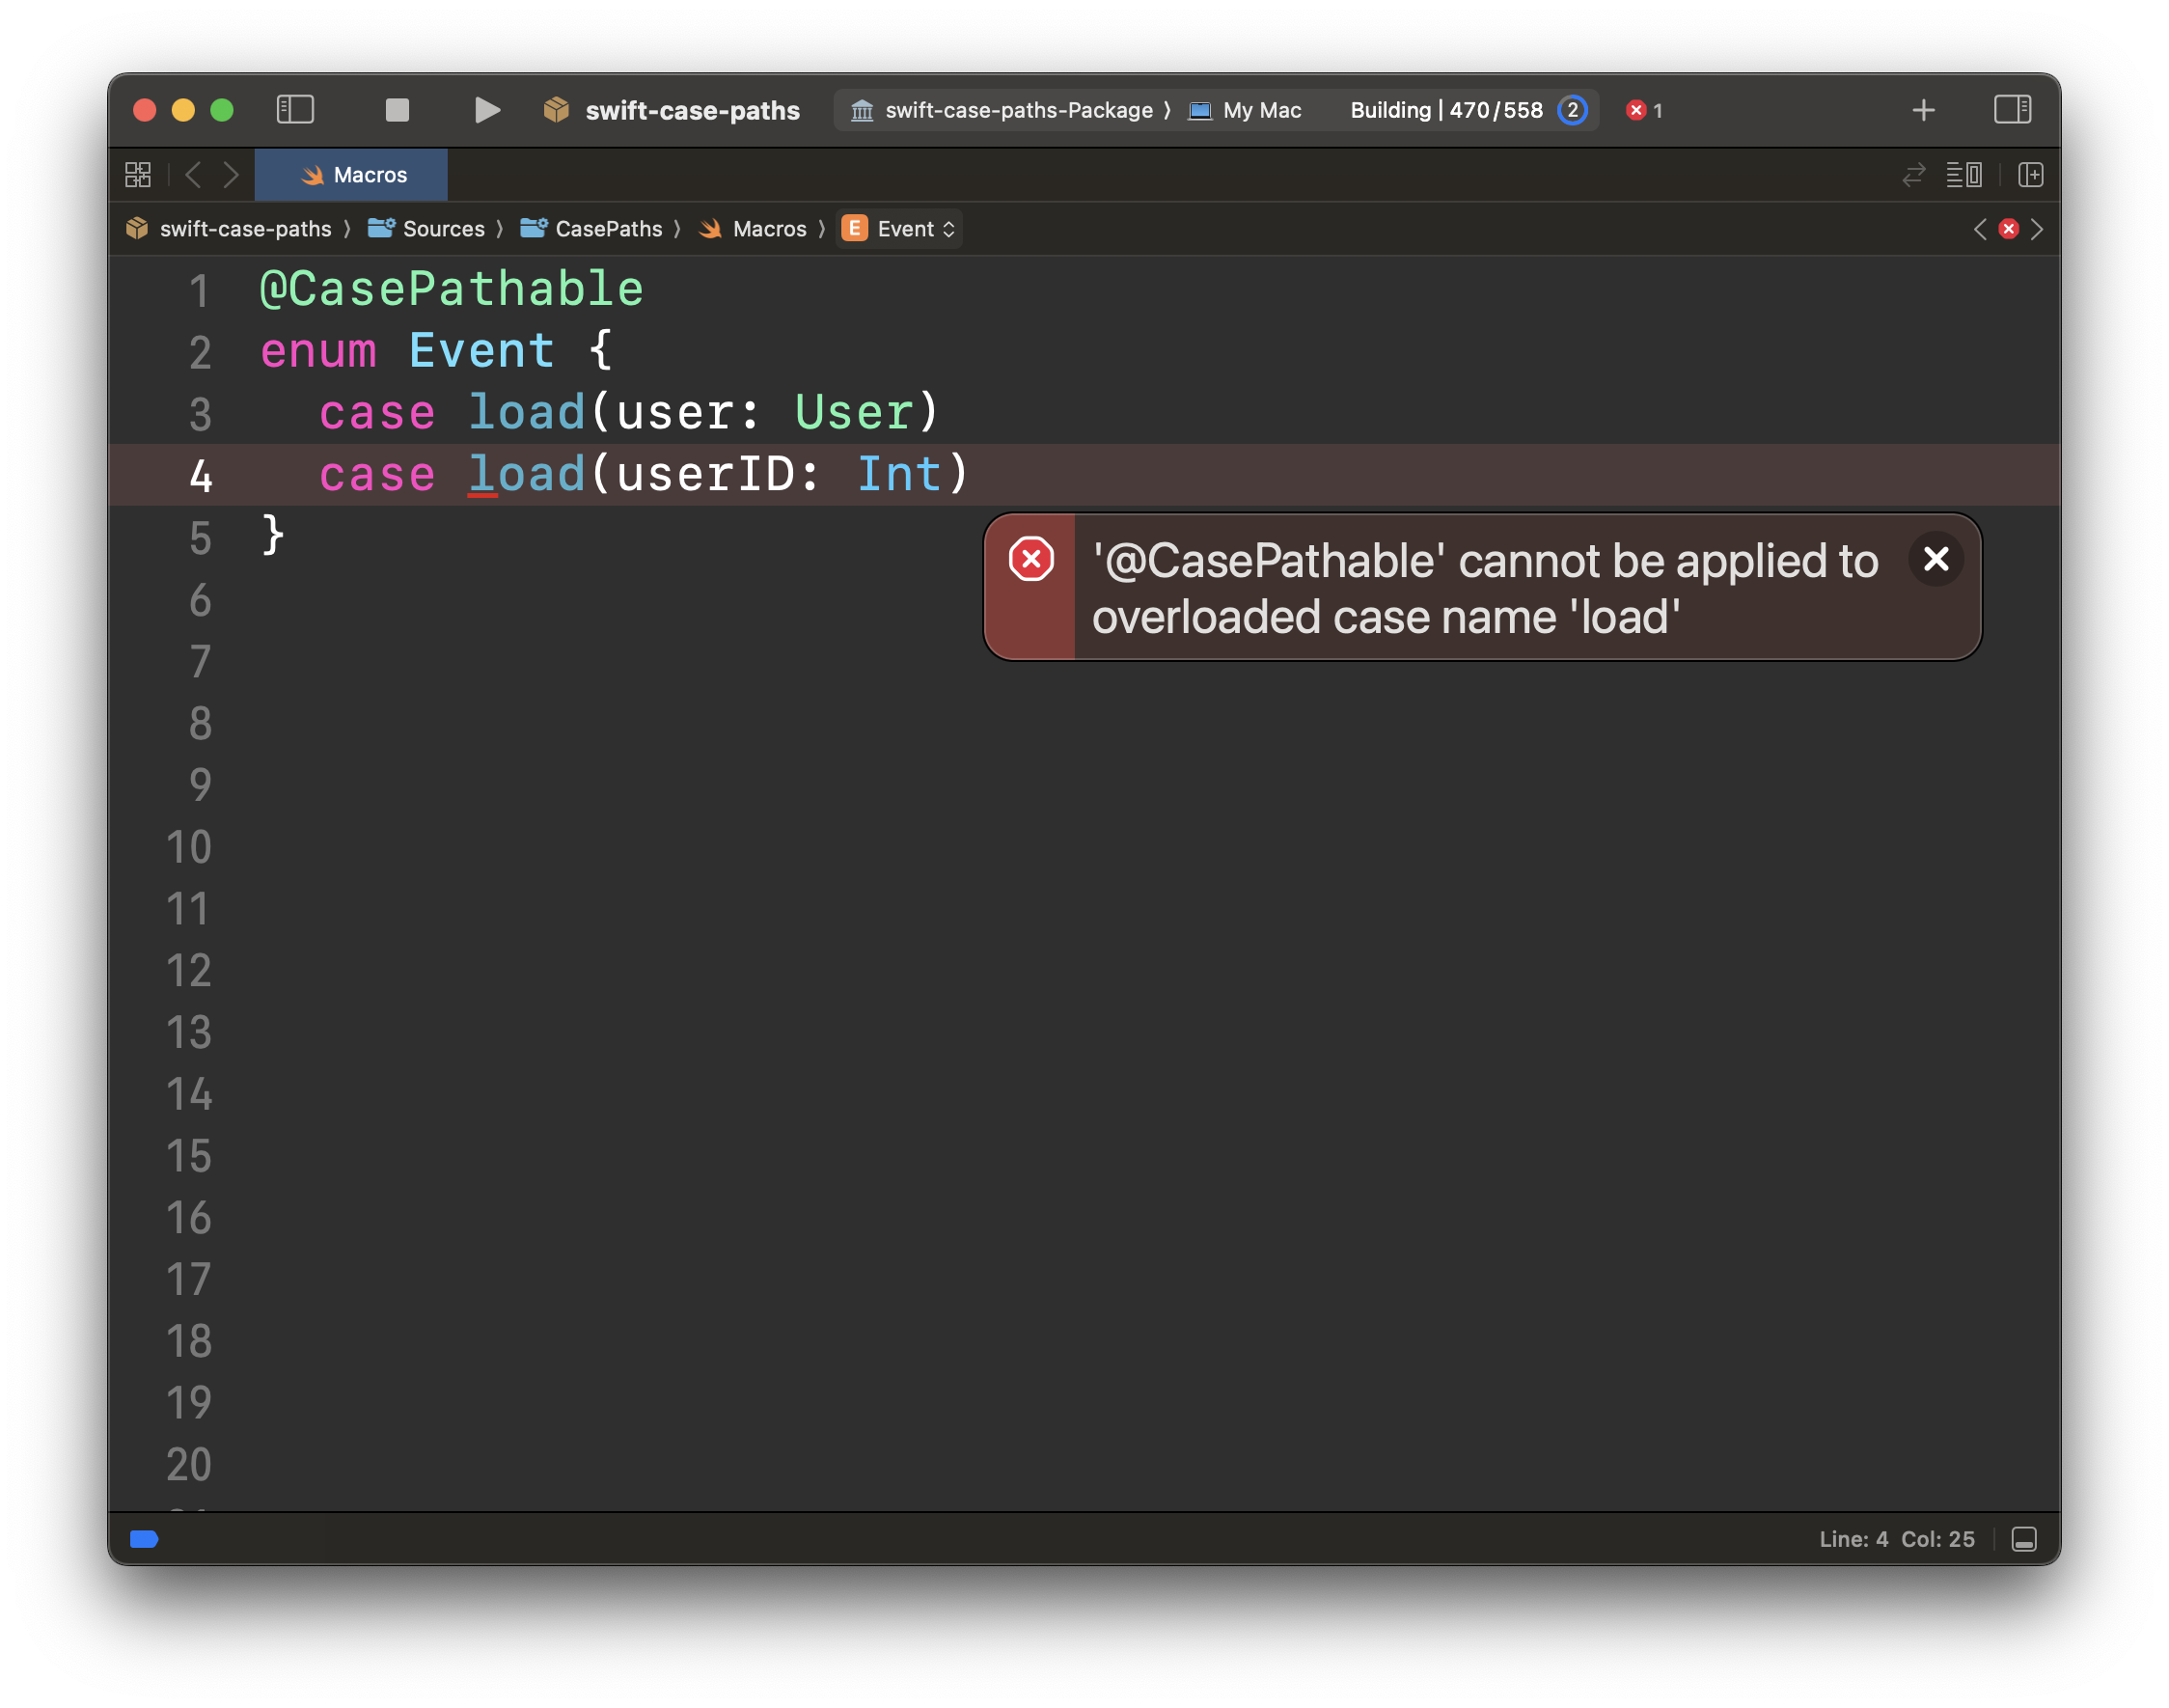 swift-case-paths
swift-case-paths-Package 〉 My Mac Building | 470/558 2 1
Macros
swift-case-paths 〉 Sources 〉 CasePaths 〉 Macros 〉 E Event
1 @CasePathable
2 enum Event {
3 case load(user: User)
4 case load(userID: Int)
5 }
'@CasePathable' cannot be applied to
overloaded case name 'load'
6
7
8
9
10
11
12
13
14
15
16
17
18
19
20
Line: 4 Col: 25